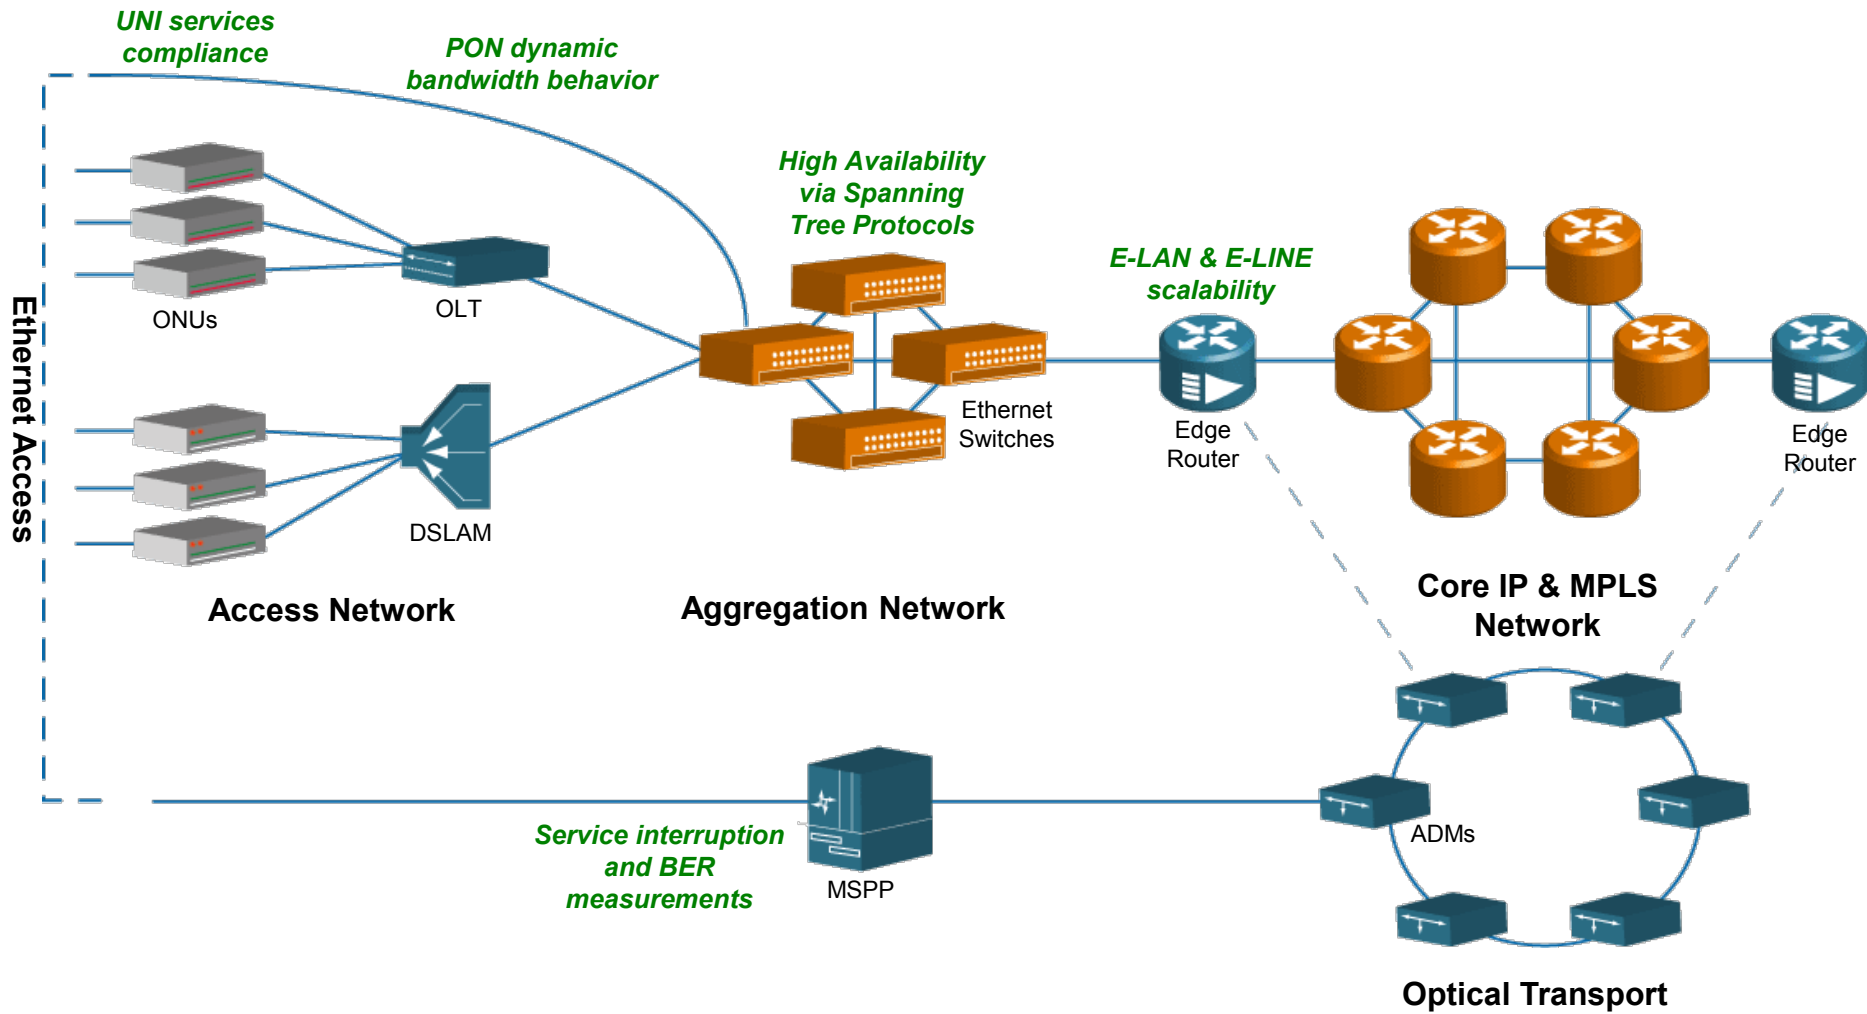 UNI services
compliance
PON dynamic
bandwidth behavior
High Availability
via Spanning
Tree Protocols
E-LAN & E-LINE
scalability
Ethernet Access
ONUs
OLT
DSLAM
Ethernet
Switches
Edge
Router
Edge
Router
Access Network
Aggregation Network
Core IP & MPLS
Network
Service interruption
and BER
measurements
MSPP
ADMs
Optical Transport